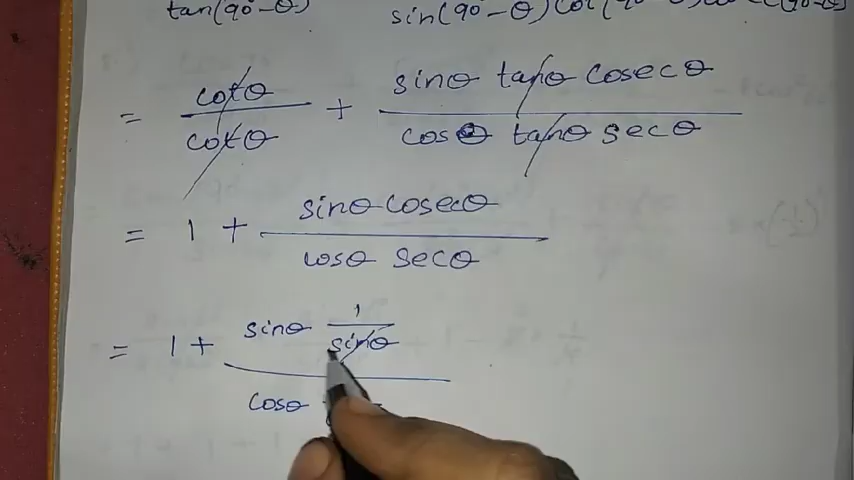 tan(90°-θ) sin(90°-θ) cot(
= cotθ/cotθ + sinθ tanθ cosecθ/cosθ tanθ secθ
= 1 + sinθ cosecθ/cosθ secθ
= 1 + sinθ 1/sinθ / cosθ